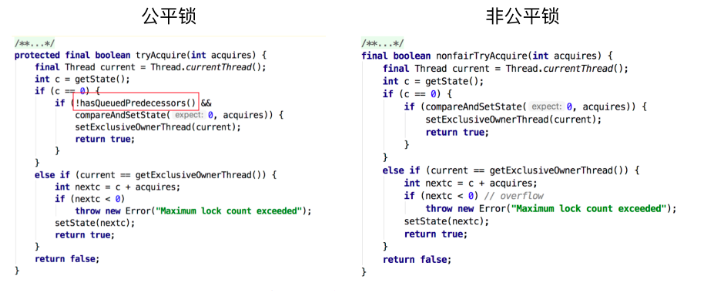 公平锁
/**...*/
protected final boolean tryAcquire(int acquires) {
    final Thread current = Thread.currentThread();
    int c = getState();
    if (c == 0) {
        if (!hasQueuedPredecessors() &&
            compareAndSetState( expect: 0, acquires)) {
            setExclusiveOwnerThread(current);
            return true;
        }
    }
    else if (current == getExclusiveOwnerThread()) {
        int nextc = c + acquires;
        if (nextc < 0)
            throw new Error("Maximum lock count exceeded");
        setState(nextc);
        return true;
    }
    return false;
}
非公平锁
/**...*/
final boolean nonfairTryAcquire(int acquires) {
    final Thread current = Thread.currentThread();
    int c = getState();
    if (c == 0) {
        if (compareAndSetState( expect: 0, acquires)) {
            setExclusiveOwnerThread(current);
            return true;
        }
    }
    else if (current == getExclusiveOwnerThread()) {
        int nextc = c + acquires;
        if (nextc < 0) // overflow
            throw new Error("Maximum lock count exceeded");
        setState(nextc);
        return true;
    }
    return false;
}